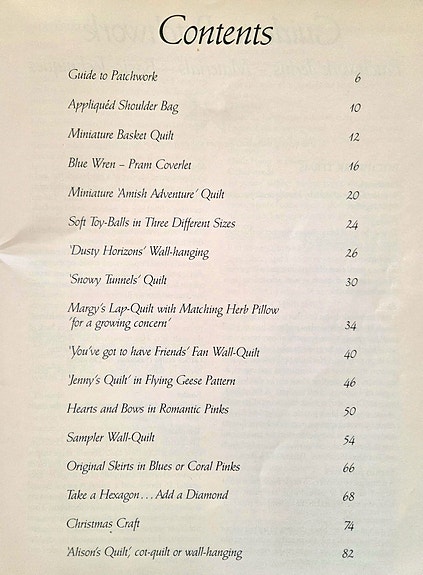 Contents
Guide to Patchwork 6
Appliquéd Shoulder Bag 10
Miniature Basket Quilt 12
Blue Wren – Pram Coverlet 16
Miniature 'Amish Adventure' Quilt 20
Soft Toy-Balls in Three Different Sizes 24
'Dusty Horizons' Wall-hanging 26
'Snowy Tunnels' Quilt 30
Margy's Lap-Quilt with Matching Herb Pillow
'for a growing concern' 34
'You've got to have Friends' Fan Wall-Quilt 40
'Jenny's Quilt' in Flying Geese Pattern 46
Hearts and Bows in Romantic Pinks 50
Sampler Wall-Quilt 54
Original Skirts in Blues or Coral Pinks 66
Take a Hexagon . . . Add a Diamond 68
Christmas Craft 74
'Alison's Quilt', cot-quilt or wall-hanging 82